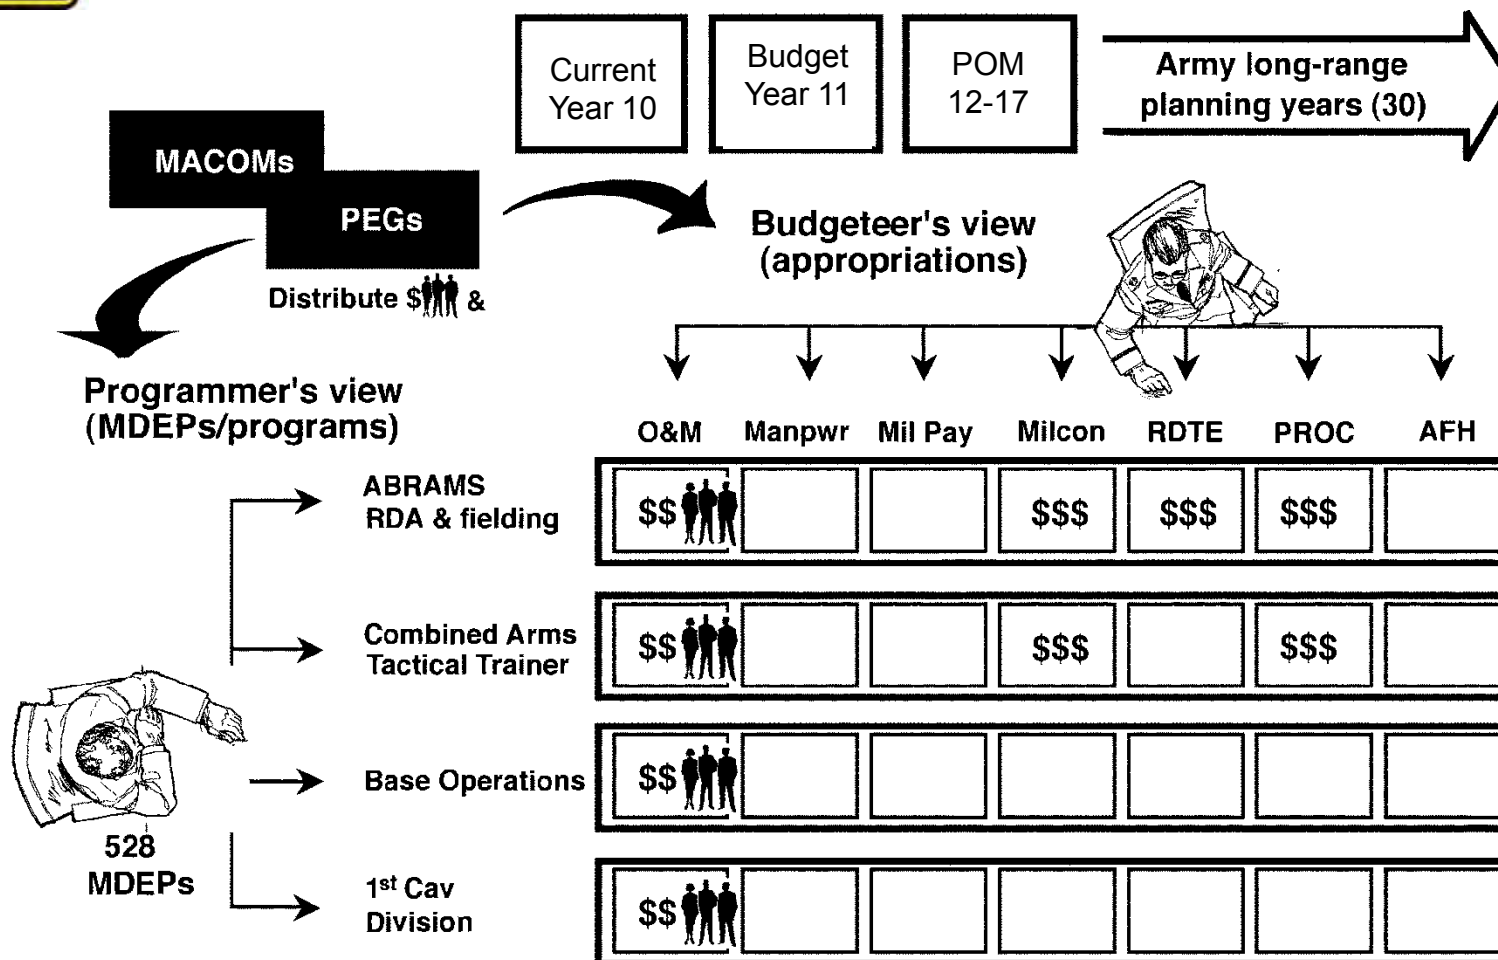 Current
Year 10
Budget
Year 11
POM
12-17
Army long-range
planning years (30)
MACOMs
PEGs
Distribute $ &
Budgeteer's view
(appropriations)
Programmer's view
(MDEPs/programs)
O&M Manpwr Mil Pay Milcon RDTE PROC AFH
ABRAMS
RDA & fielding
$$ $$$ $$$ $$$
Combined Arms
Tactical Trainer
$$ $$$ $$$
Base Operations
$$
528
MDEPs
1st Cav
Division
$$